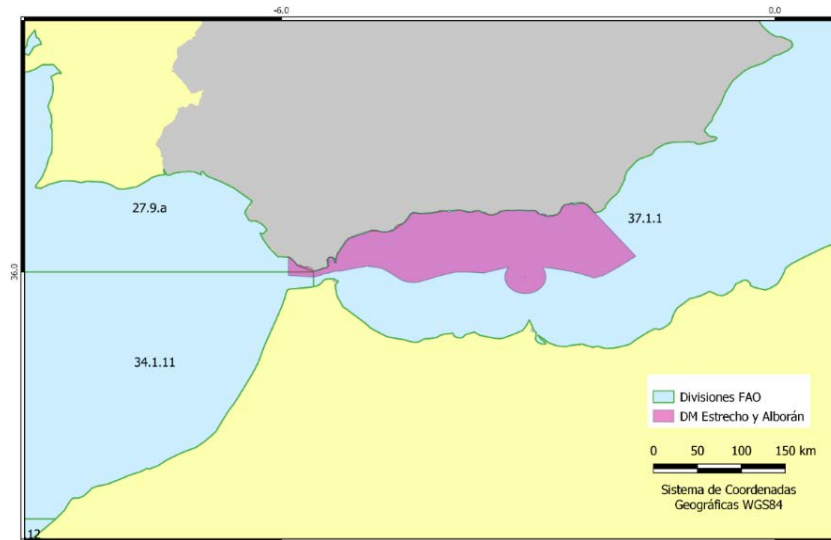 -6.0
0.0
27.9.a
37.1.1
36.0
34.1.11
Divisiones FAO
DM Estrecho y Alborán
0 50 100 150 km
Sistema de Coordenadas
Geográficas WGS84
12